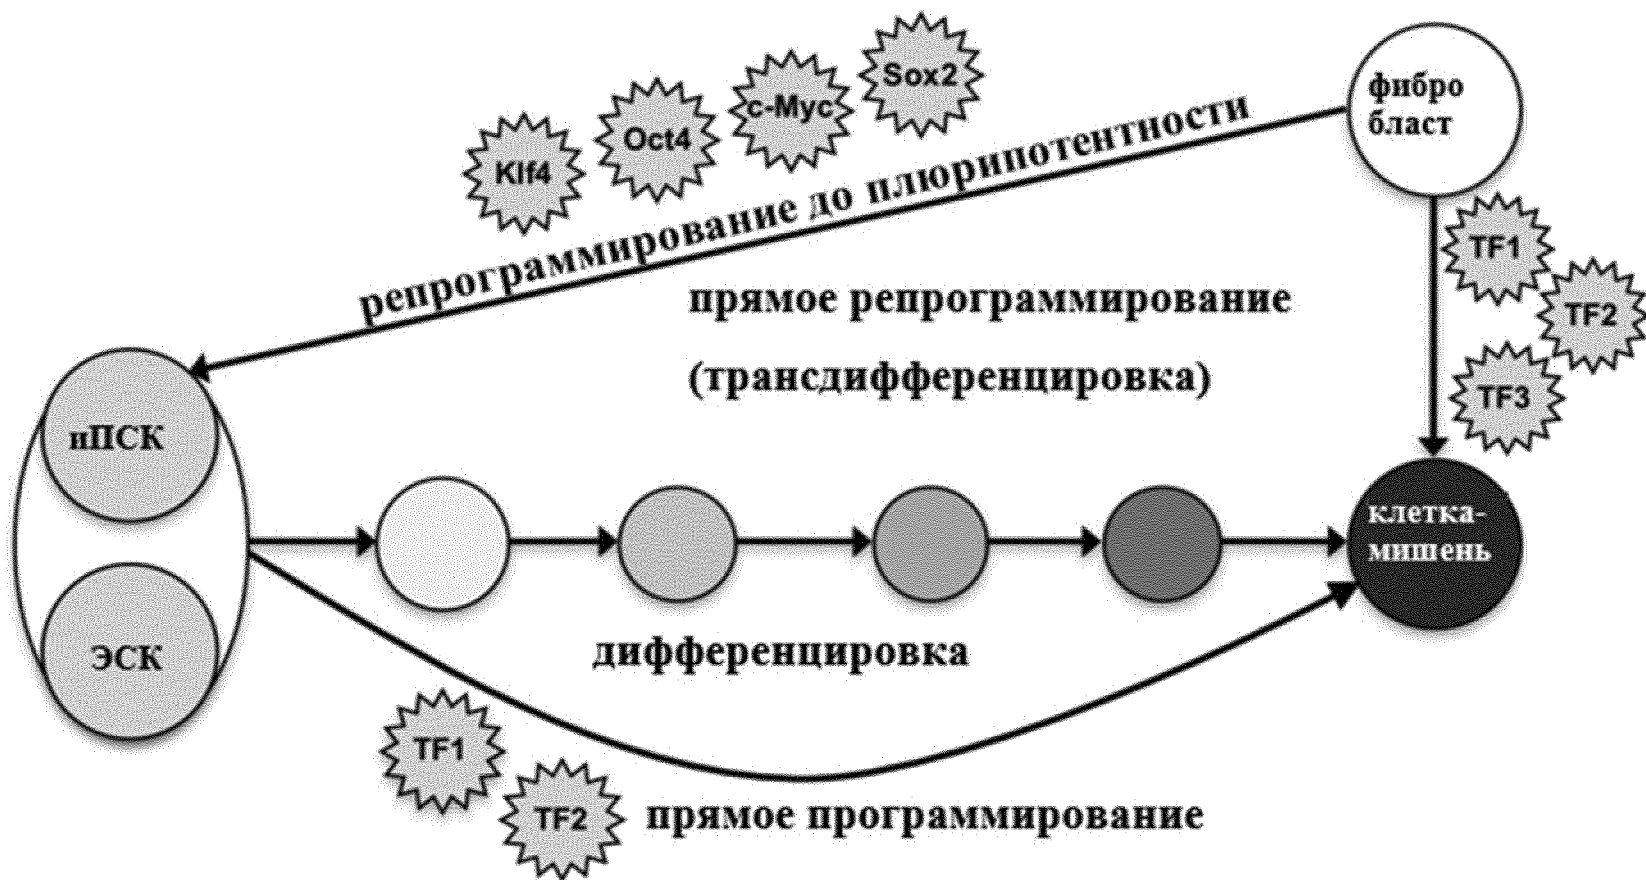 Sox2
c-Myc
Oct4
Klf4
фибро
бласт
репрограммирование до плюрипотентности
TF1
TF2
TF3
прямое репрограммирование
(трансдифференцировка)
иПСК
ЭСК
клетка-
мишень
дифференцировка
TF1
TF2
прямое программирование